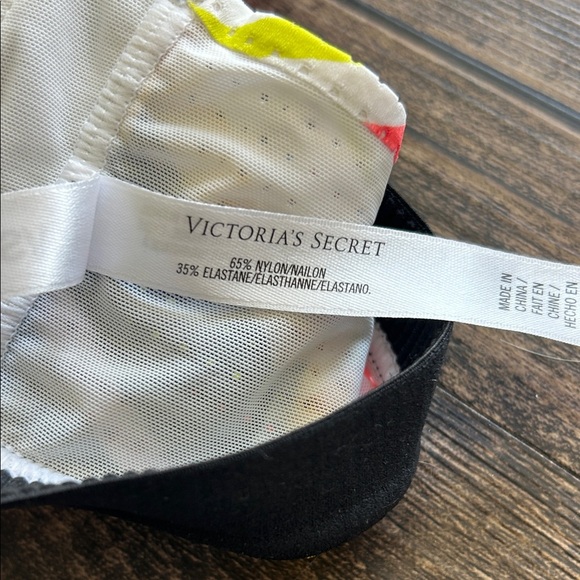 VICTORIA'S SECRET
65% NYLON/NAILON
35% ELASTANE/ELASTHANNE/ELASTANO.
MADE IN
CHINA /
FAIT EN
CHINE /
HECHO EN